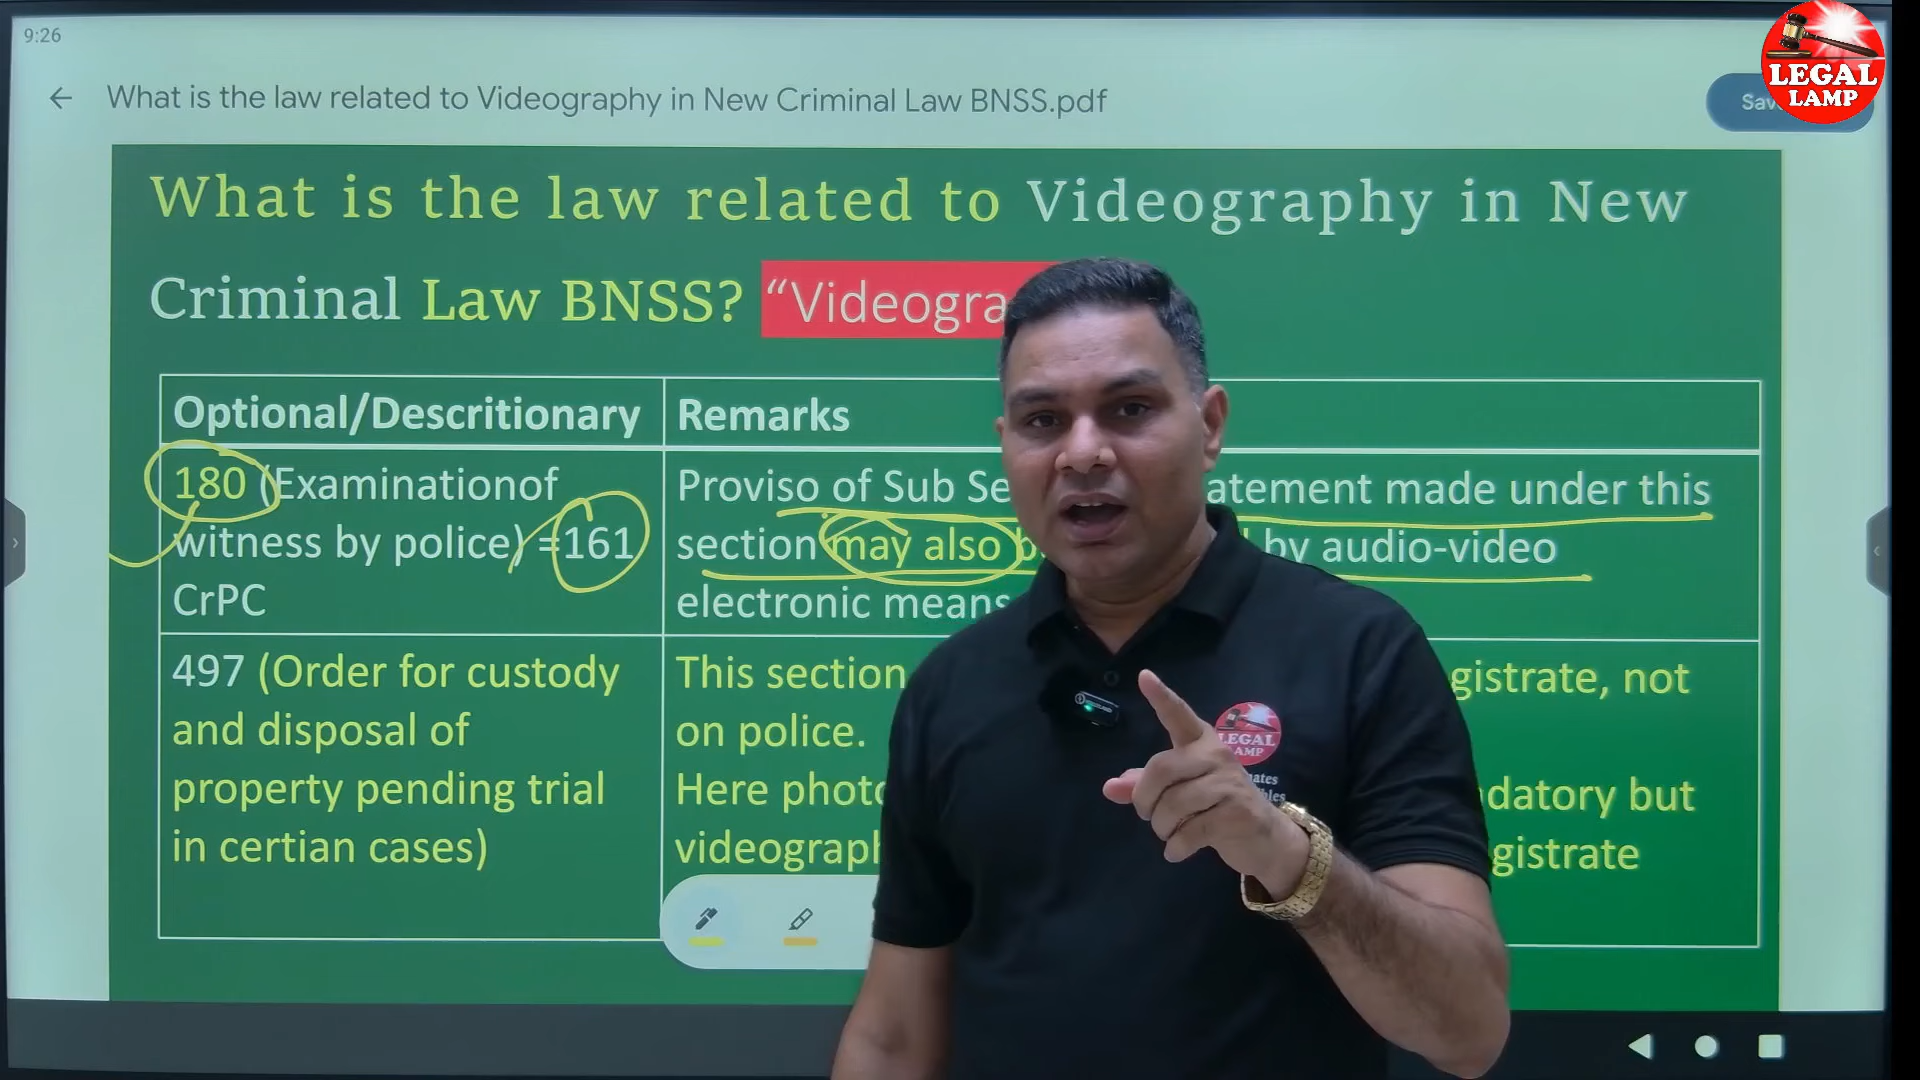 9:26
LEGAL
LAMP
What is the law related to Videography in New Criminal Law BNSS.pdf
Sav
What is the law related to Videography in New
Criminal Law BNSS? “Videogra
Optional/Descritionary
Remarks
180 (Examinationof
witness by police) =161
CrPC
Proviso of Sub Se atement made under this
section may also b by audio-video
electronic means
497 (Order for custody
and disposal of
property pending trial
in certian cases)
This section gistrate, not
on police.
Here photo datory but
videograph gistrate
LEGAL